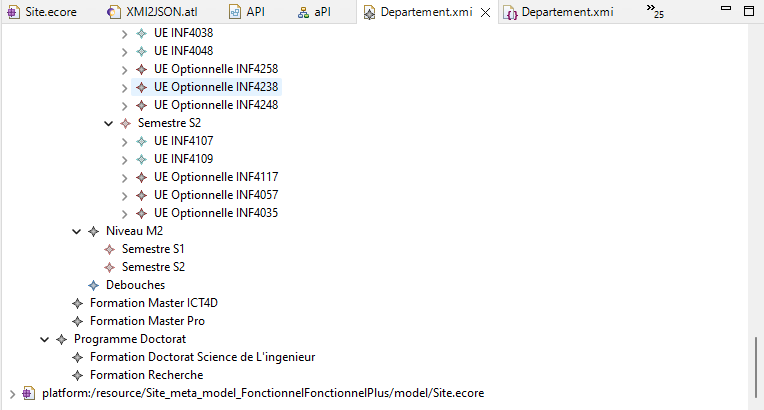 Site.ecore XMI2JSON.atl API aPI Departement.xmi Departement.xmi 25
UE INF4038
UE INF4048
UE Optionnelle INF4258
UE Optionnelle INF4238
UE Optionnelle INF4248
Semestre S2
UE INF4107
UE INF4109
UE Optionnelle INF4117
UE Optionnelle INF4057
UE Optionnelle INF4035
Niveau M2
Semestre S1
Semestre S2
Debouches
Formation Master ICT4D
Formation Master Pro
Programme Doctorat
Formation Doctorat Science de L'ingenieur
Formation Recherche
platform:/resource/Site_meta_model_FonctionnelFonctionnelPlus/model/Site.ecore